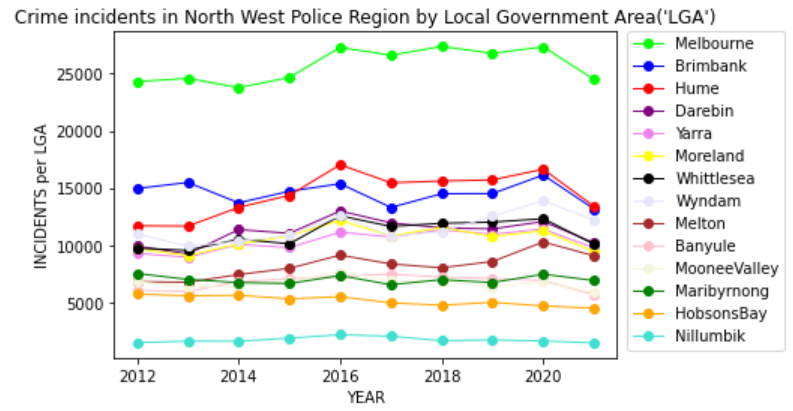 Crime incidents in North West Police Region by Local Government Area('LGA')
INCIDENTS per LGA
25000
20000
15000
10000
5000
2012 2014 2016 2018 2020
YEAR
Melbourne
Brimbank
Hume
Darebin
Yarra
Moreland
Whittlesea
Wyndam
Melton
Banyule
MooneeValley
Maribyrnong
HobsonsBay
Nillumbik